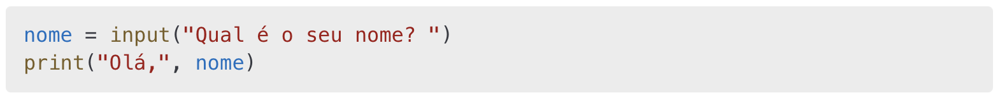 nome = input("Qual é o seu nome? ")
print("Olá,", nome)